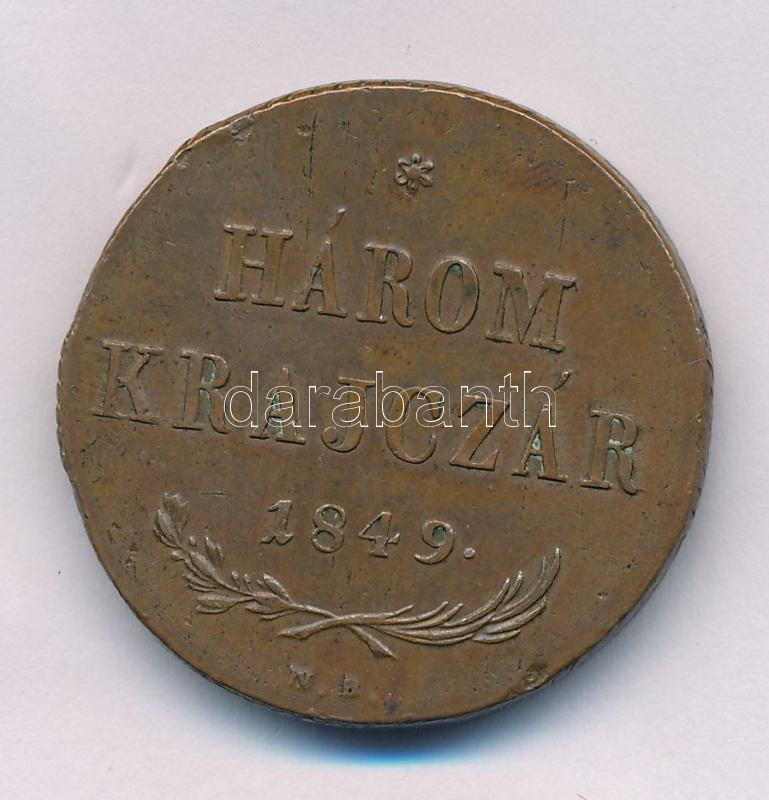 HÁROM
KRAJCZÁR
darabanth
1849.
N.B.